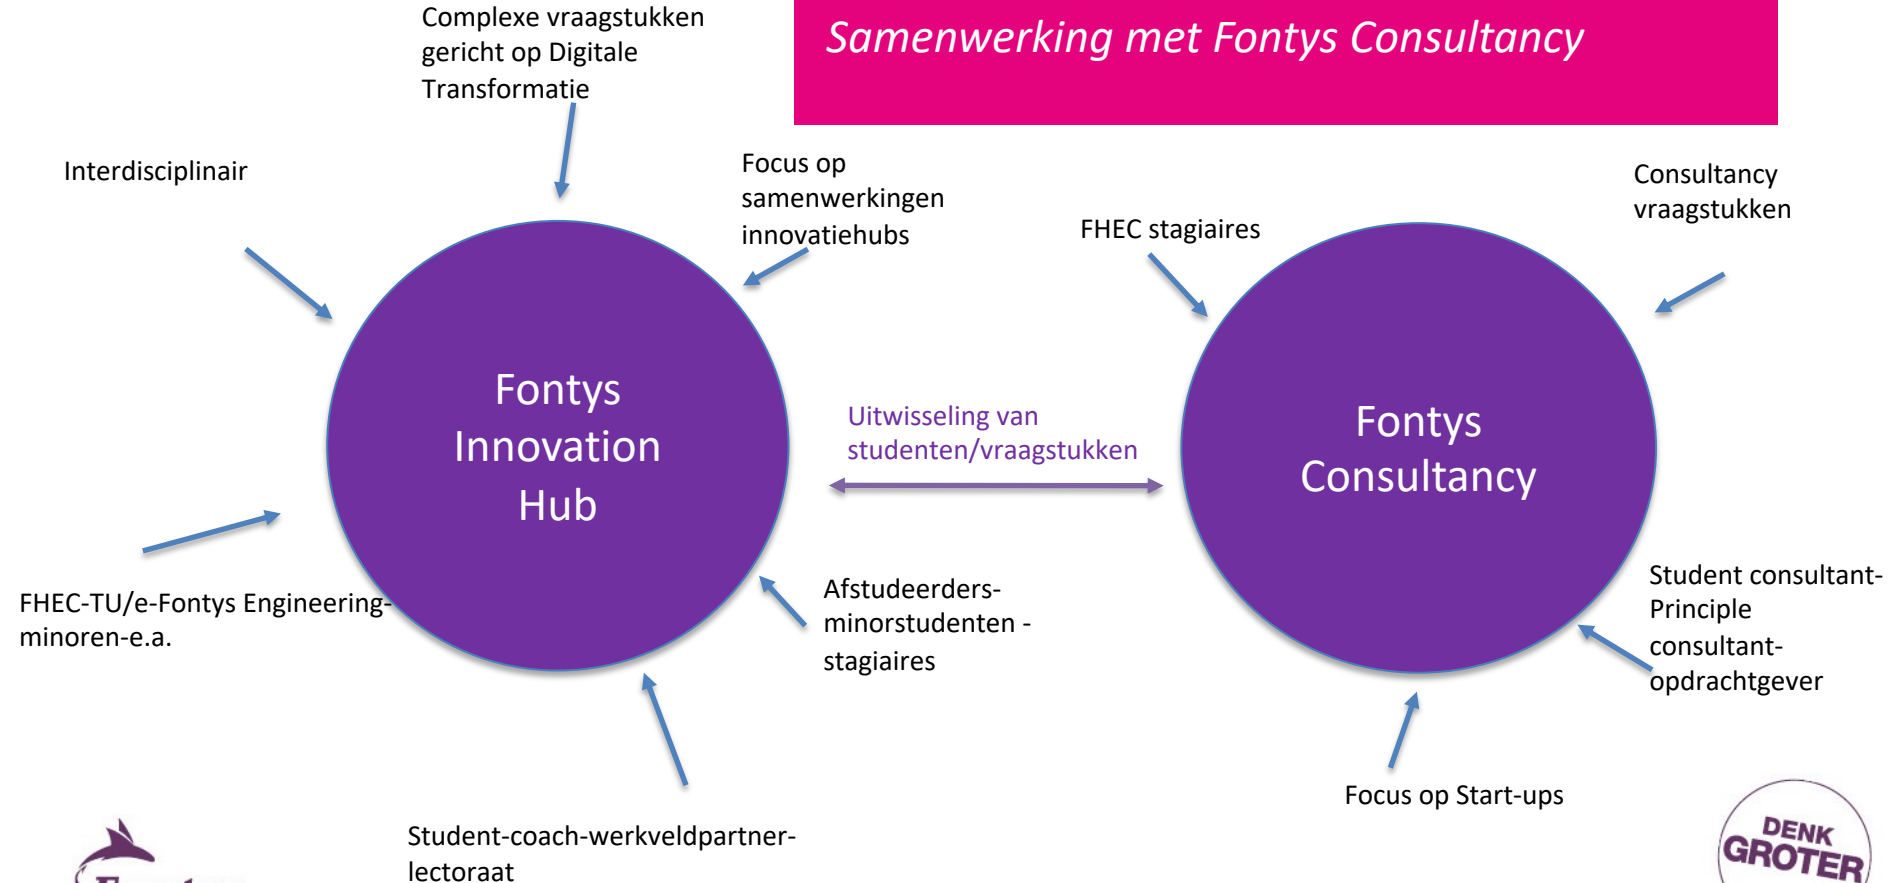 Samenwerking met Fontys Consultancy
Complexe vraagstukken
gericht op Digitale
Transformatie
Interdisciplinair
Focus op
samenwerkingen
innovatiehubs
FHEC stagiaires
Consultancy
vraagstukken
Fontys
Innovation
Hub
Uitwisseling van
studenten/vraagstukken
Fontys
Consultancy
FHEC-TU/e-Fontys Engineering-
minoren-e.a.
Afstudeerders-
minorstudenten -
stagiaires
Student consultant-
Principle
consultant-
opdrachtgever
Focus op Start-ups
Student-coach-werkveldpartner-
lectoraat
DENK
GROTER